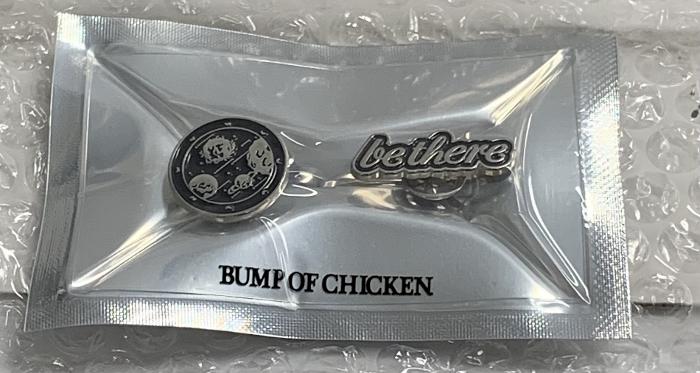 be there
BUMP OF CHICKEN